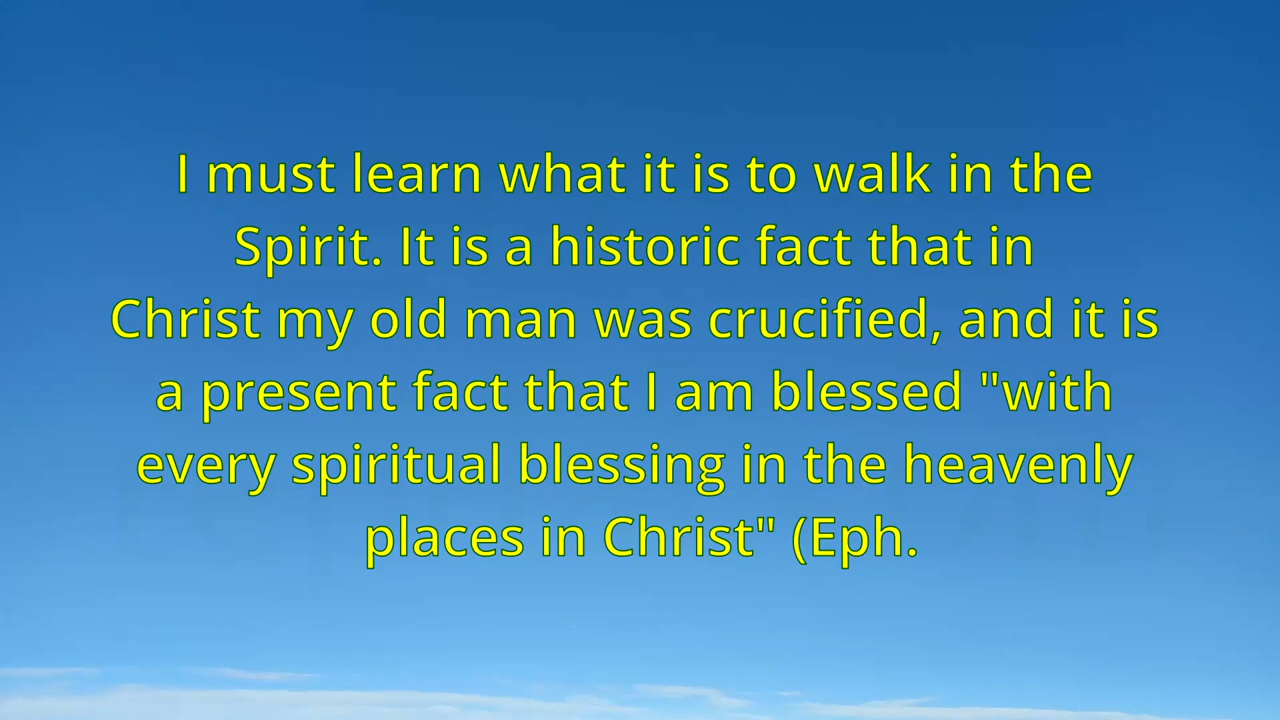 I must learn what it is to walk in the
Spirit. It is a historic fact that in
Christ my old man was crucified, and it is
a present fact that I am blessed "with
every spiritual blessing in the heavenly
places in Christ" (Eph.